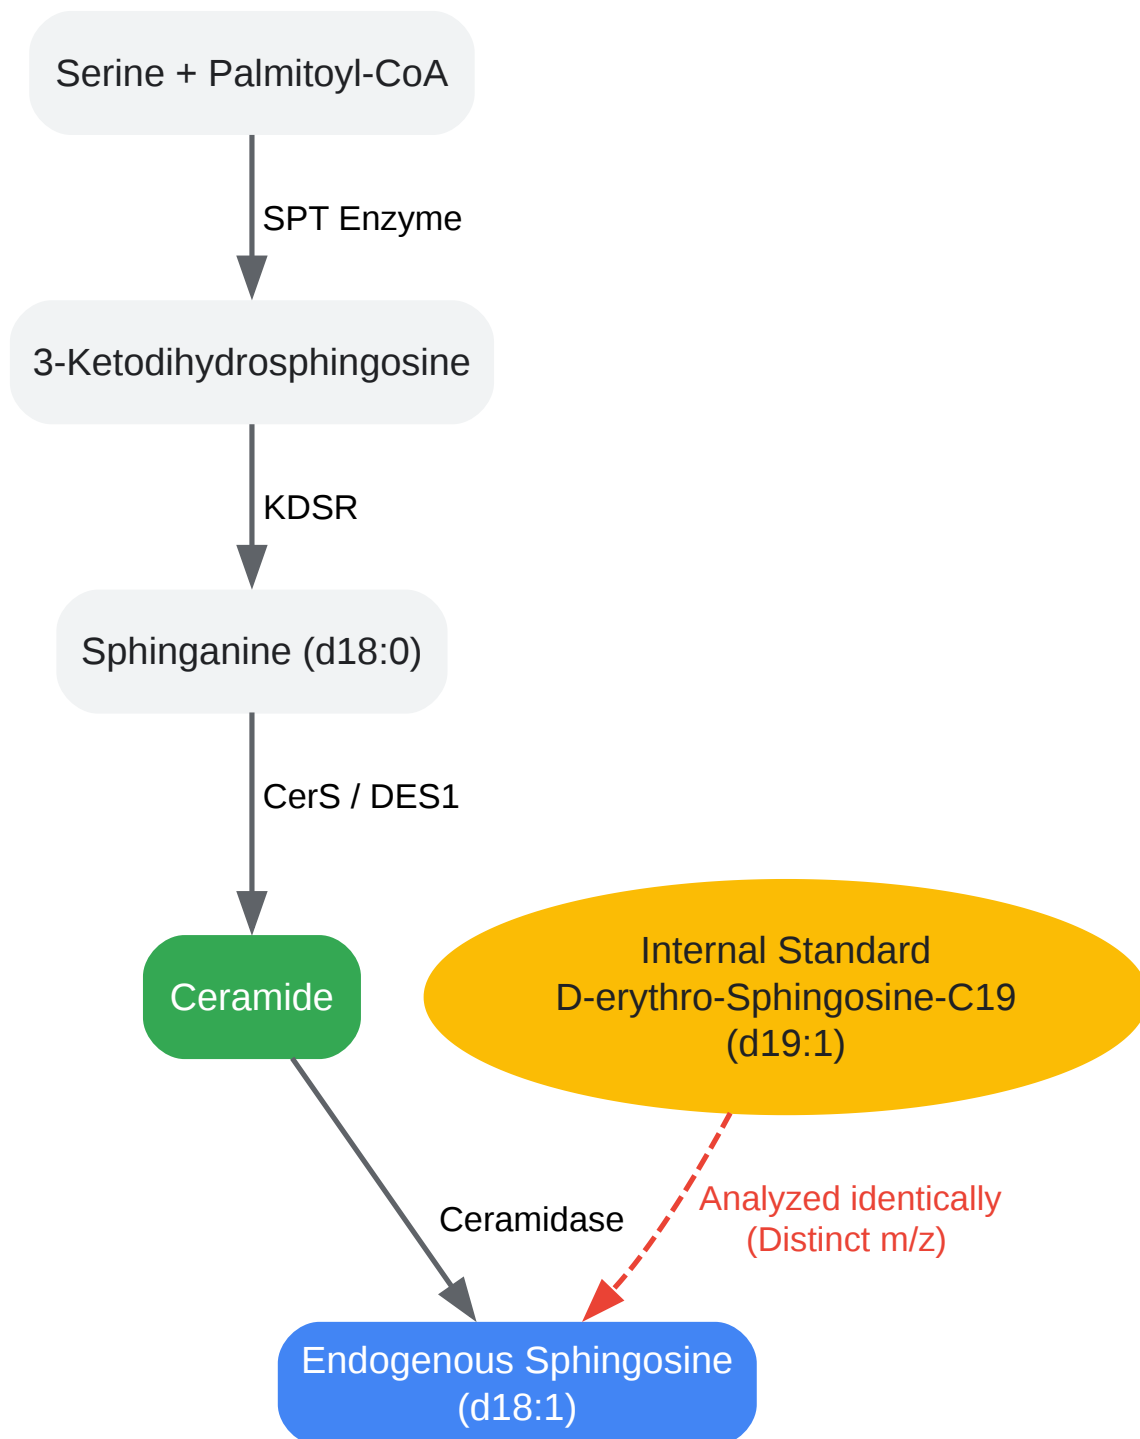 Serine + Palmitoyl-CoA
SPT Enzyme
3-Ketodihydrosphingosine
KDSR
Sphinganine (d18:0)
CerS / DES1
Ceramide
Internal Standard
D-erythro-Sphingosine-C19
(d19:1)
Ceramidase
Analyzed identically
(Distinct m/z)
Endogenous Sphingosine
(d18:1)